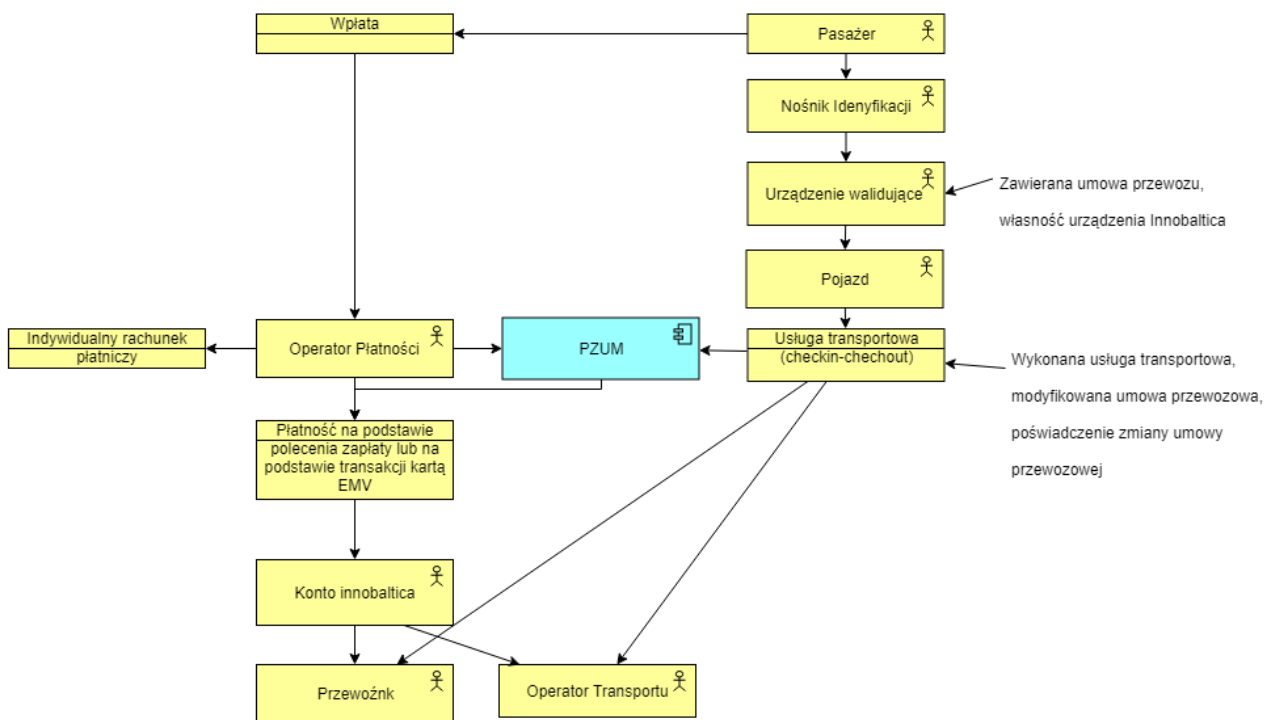 Wpłata
Pasażer
Nośnik Idenyfikacji
Urządzenie walidujące
Zawierana umowa przewozu,
własność urządzenia Innobaltica
Pojazd
Indywidualny rachunek
płatniczy
Operator Płatności
PZUM
Usługa transportowa
(checkin-chechout)
Wykonana usługa transportowa,
modyfikowana umowa przewozowa,
poświadczenie zmiany umowy
przewozowej
Płatność na podstawie
polecenia zapłaty lub na
podstawie transakcji kartą
EMV
Konto innobaltica
Przewoźnk
Operator Transportu